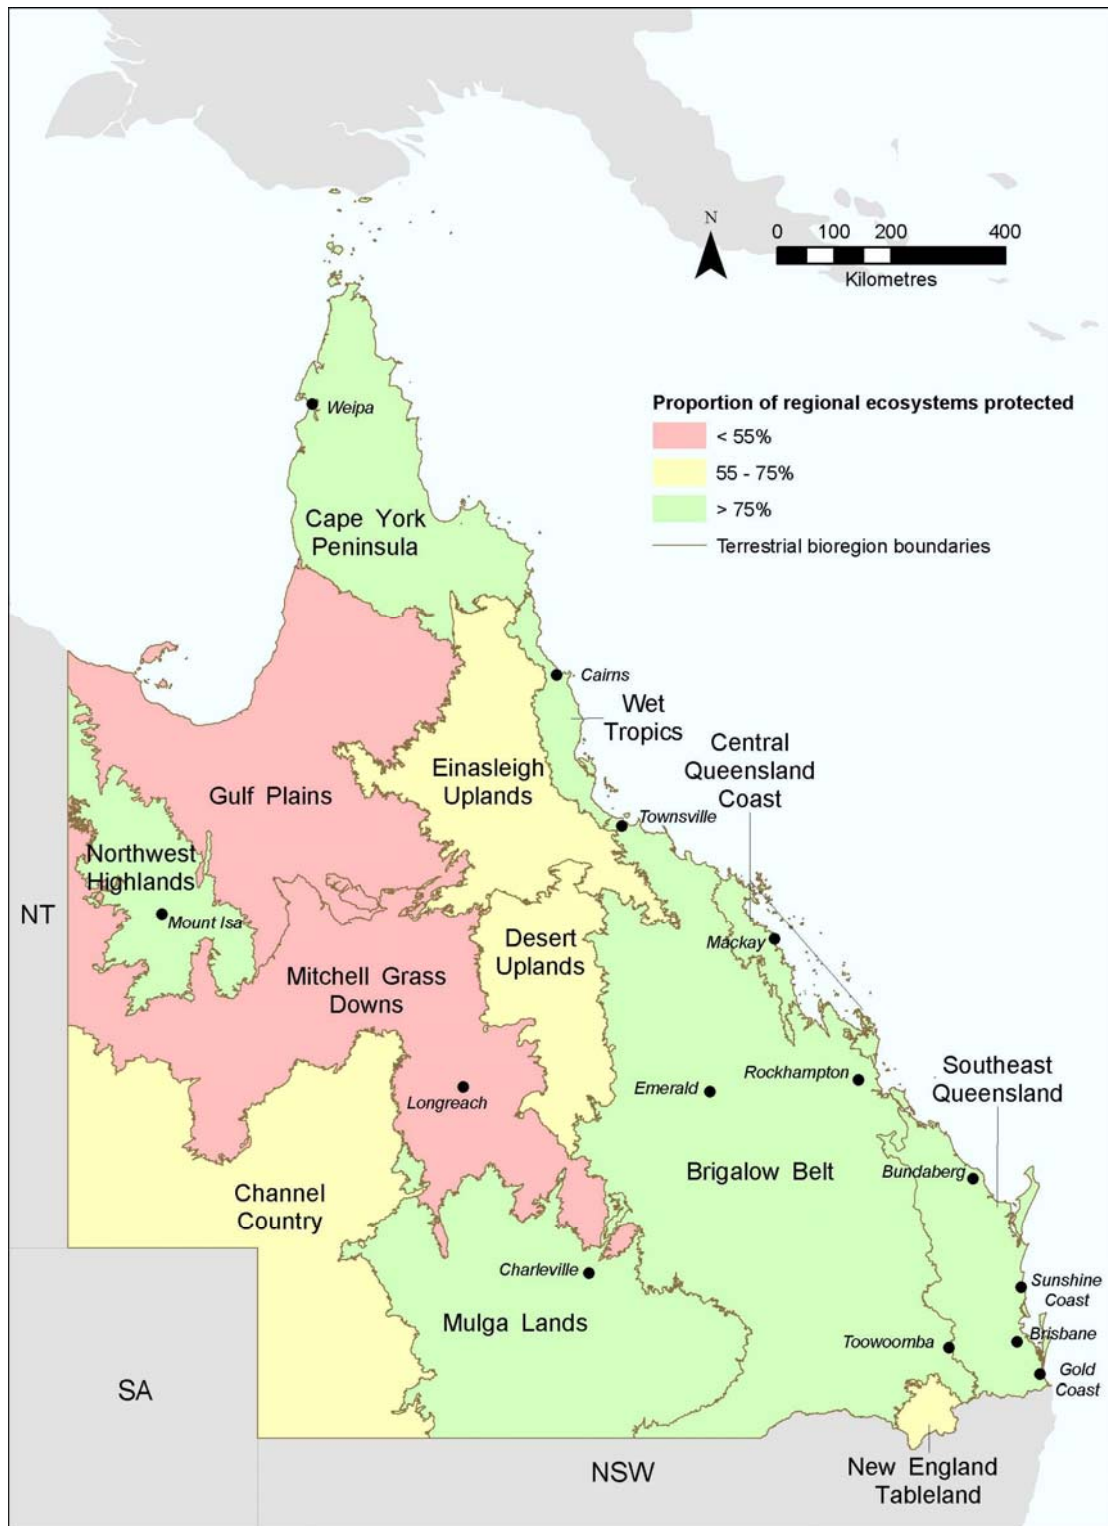 N
0 100 200 400
Kilometres
Proportion of regional ecosystems protected
< 55%
55 - 75%
> 75%
Terrestrial bioregion boundaries
Weipa
Cape York
Peninsula
Cairns
Wet
Tropics
Central
Queensland
Coast
Einasleigh
Uplands
Gulf Plains
Townsville
Northwest
Highlands
Mount Isa
NT
Desert
Uplands
Mackay
Mitchell Grass
Downs
Longreach
Emerald
Rockhampton
Southeast
Queensland
Brigalow Belt
Bundaberg
Channel
Country
Charleville
Sunshine
Coast
Mulga Lands
Toowoomba
Brisbane
Gold
Coast
SA
NSW
New England
Tableland